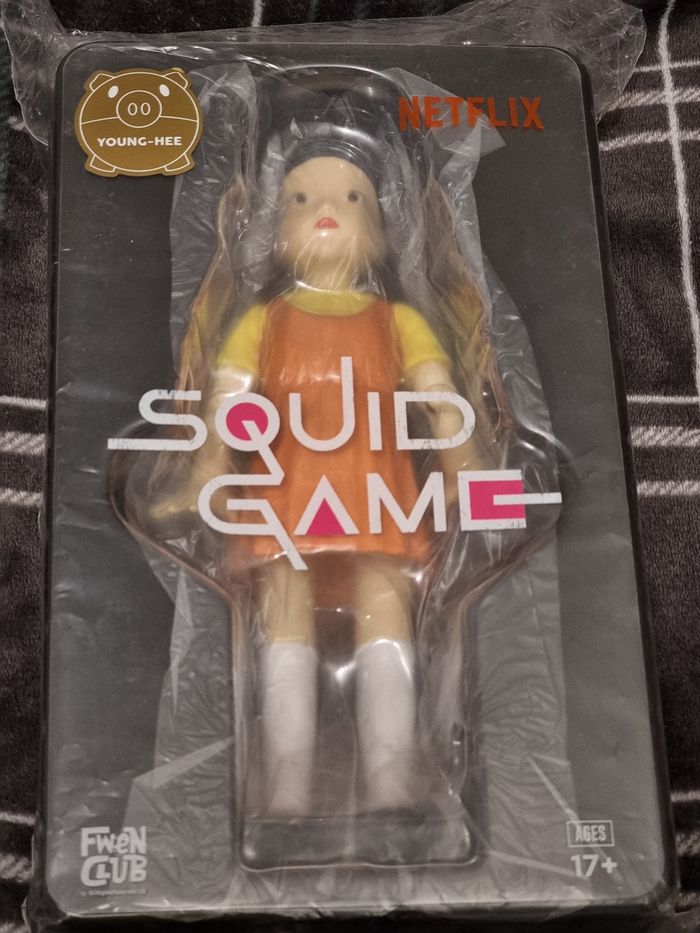 YOUNG-HEE
NETFLIX
SQUID
GAME
FWEN
CLUB
AGES
17+